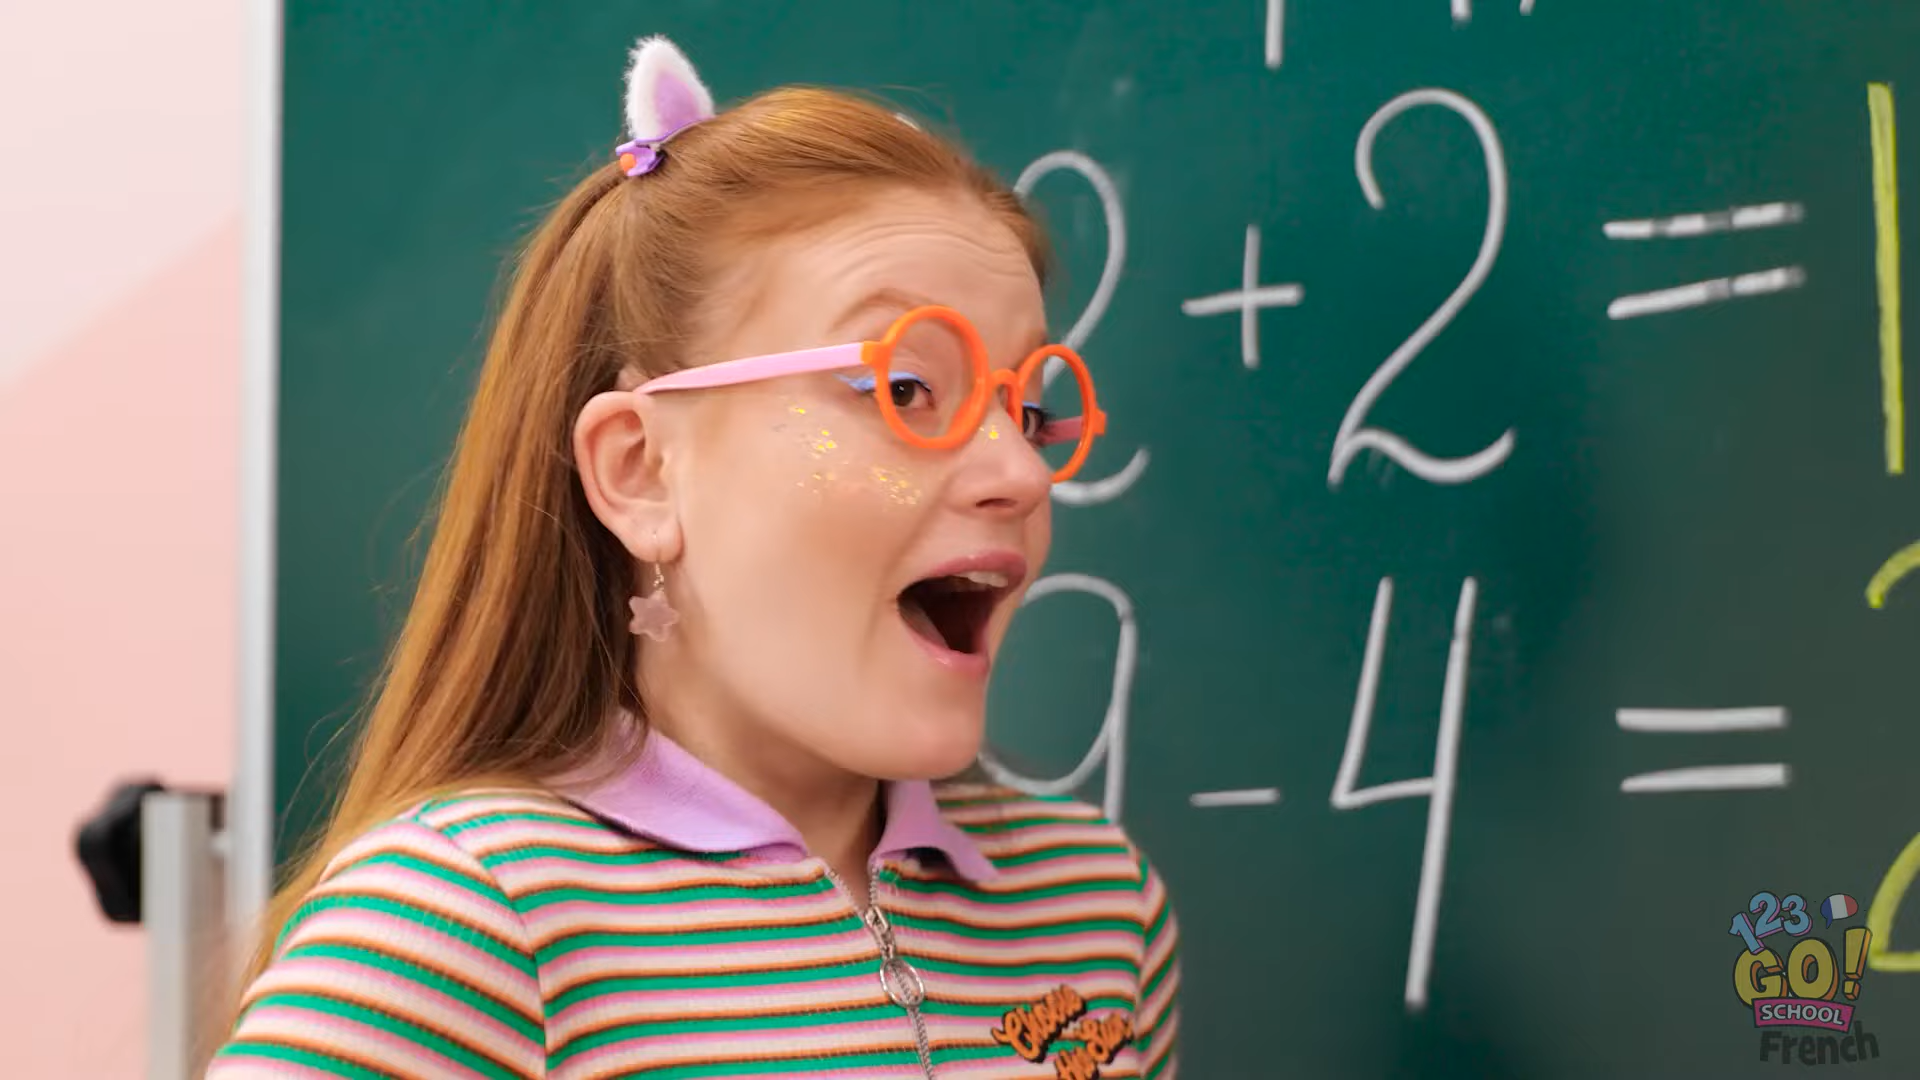 2 + 2 =
9 - 4 =
123
GO!
SCHOOL
French